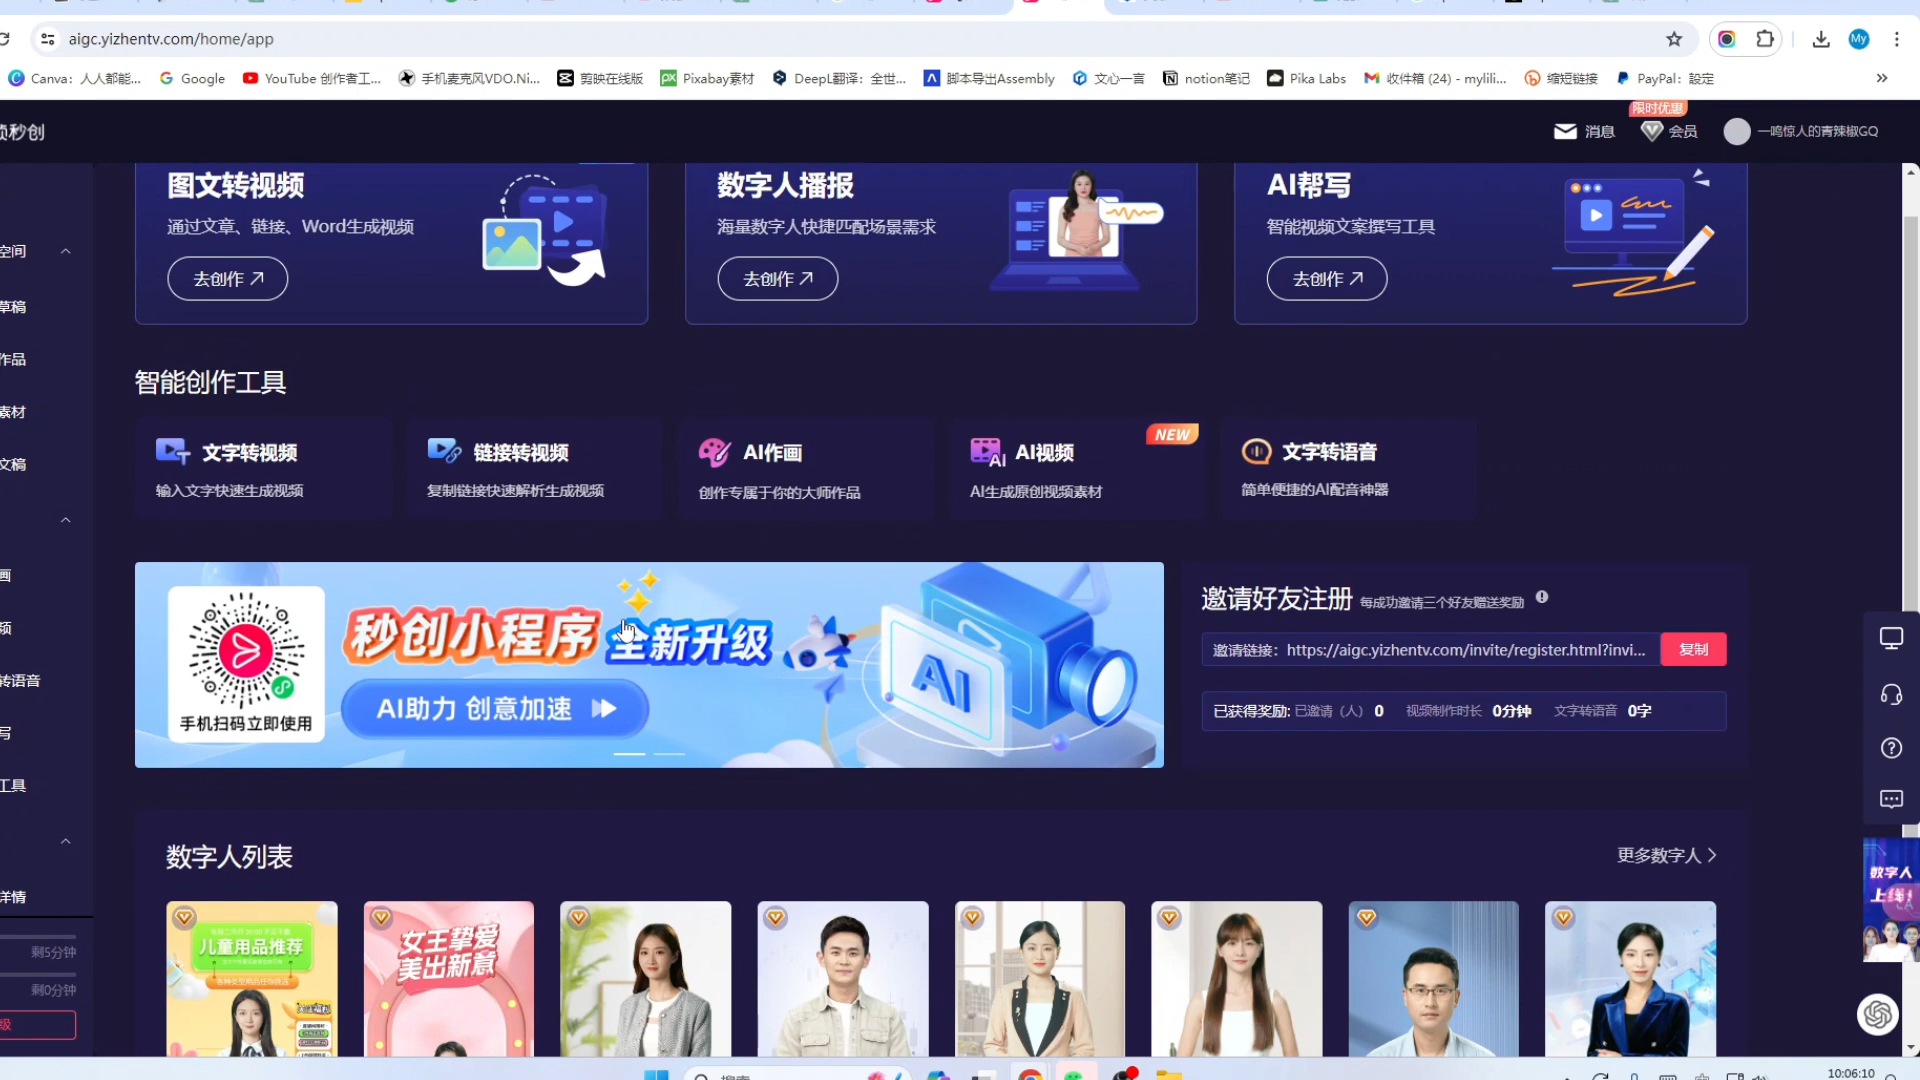 aigc.yizhentv.com/home/app
Canva：人人都能...
Google
YouTube 创作者工...
手机麦克风VDO.Ni...
剪映在线版
Pixabay素材
DeepL翻译：全世...
脚本导出Assembly
文心一言
notion笔记
Pika Labs
收件箱 (24) - mylili...
缩短链接
PayPal：設定
秒创
消息
限时优惠
会员
一鸣惊人的青辣椒GQ
图文转视频
通过文章、链接、Word生成视频
去创作
数字人播报
海量数字人快捷匹配场景需求
去创作
AI帮写
智能视频文案撰写工具
去创作
空间
草稿
作品
素材
文稿
画
频
转语音
写
工具
详情
剩5分钟
剩0分钟
级
智能创作工具
文字转视频
输入文字快速生成视频
链接转视频
复制链接快速解析生成视频
AI作画
创作专属于你的大师作品
AI视频
NEW
AI生成原创视频素材
文字转语音
简单便捷的AI配音神器
手机扫码立即使用
秒创小程序
全新升级
AI助力 创意加速
AI
邀请好友注册 每成功邀请三个好友赠送奖励
邀请链接：https://aigc.yizhentv.com/invite/register.html?invi...
复制
已获得奖励: 已邀请（人） 0 视频制作时长 0分钟 文字转语音 0字
数字人列表
更多数字人
儿童用品推荐
女王挚爱
美出新意
数字人
上线
搜索
10:06:10